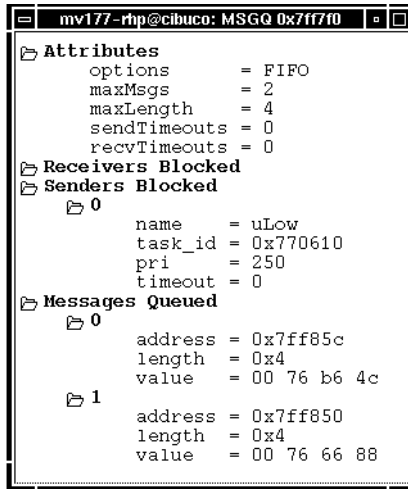 mv177-rhp@cibuco: MSGQ 0x7ff7f0
Attributes
options = FIFO
maxMsgs = 2
maxLength = 4
sendTimeouts = 0
recvTimeouts = 0
Receivers Blocked
Senders Blocked
0
name = uLow
task_id = 0x770610
pri = 250
timeout = 0
Messages Queued
0
address = 0x7ff85c
length = 0x4
value = 00 76 b6 4c
1
address = 0x7ff850
length = 0x4
value = 00 76 66 88